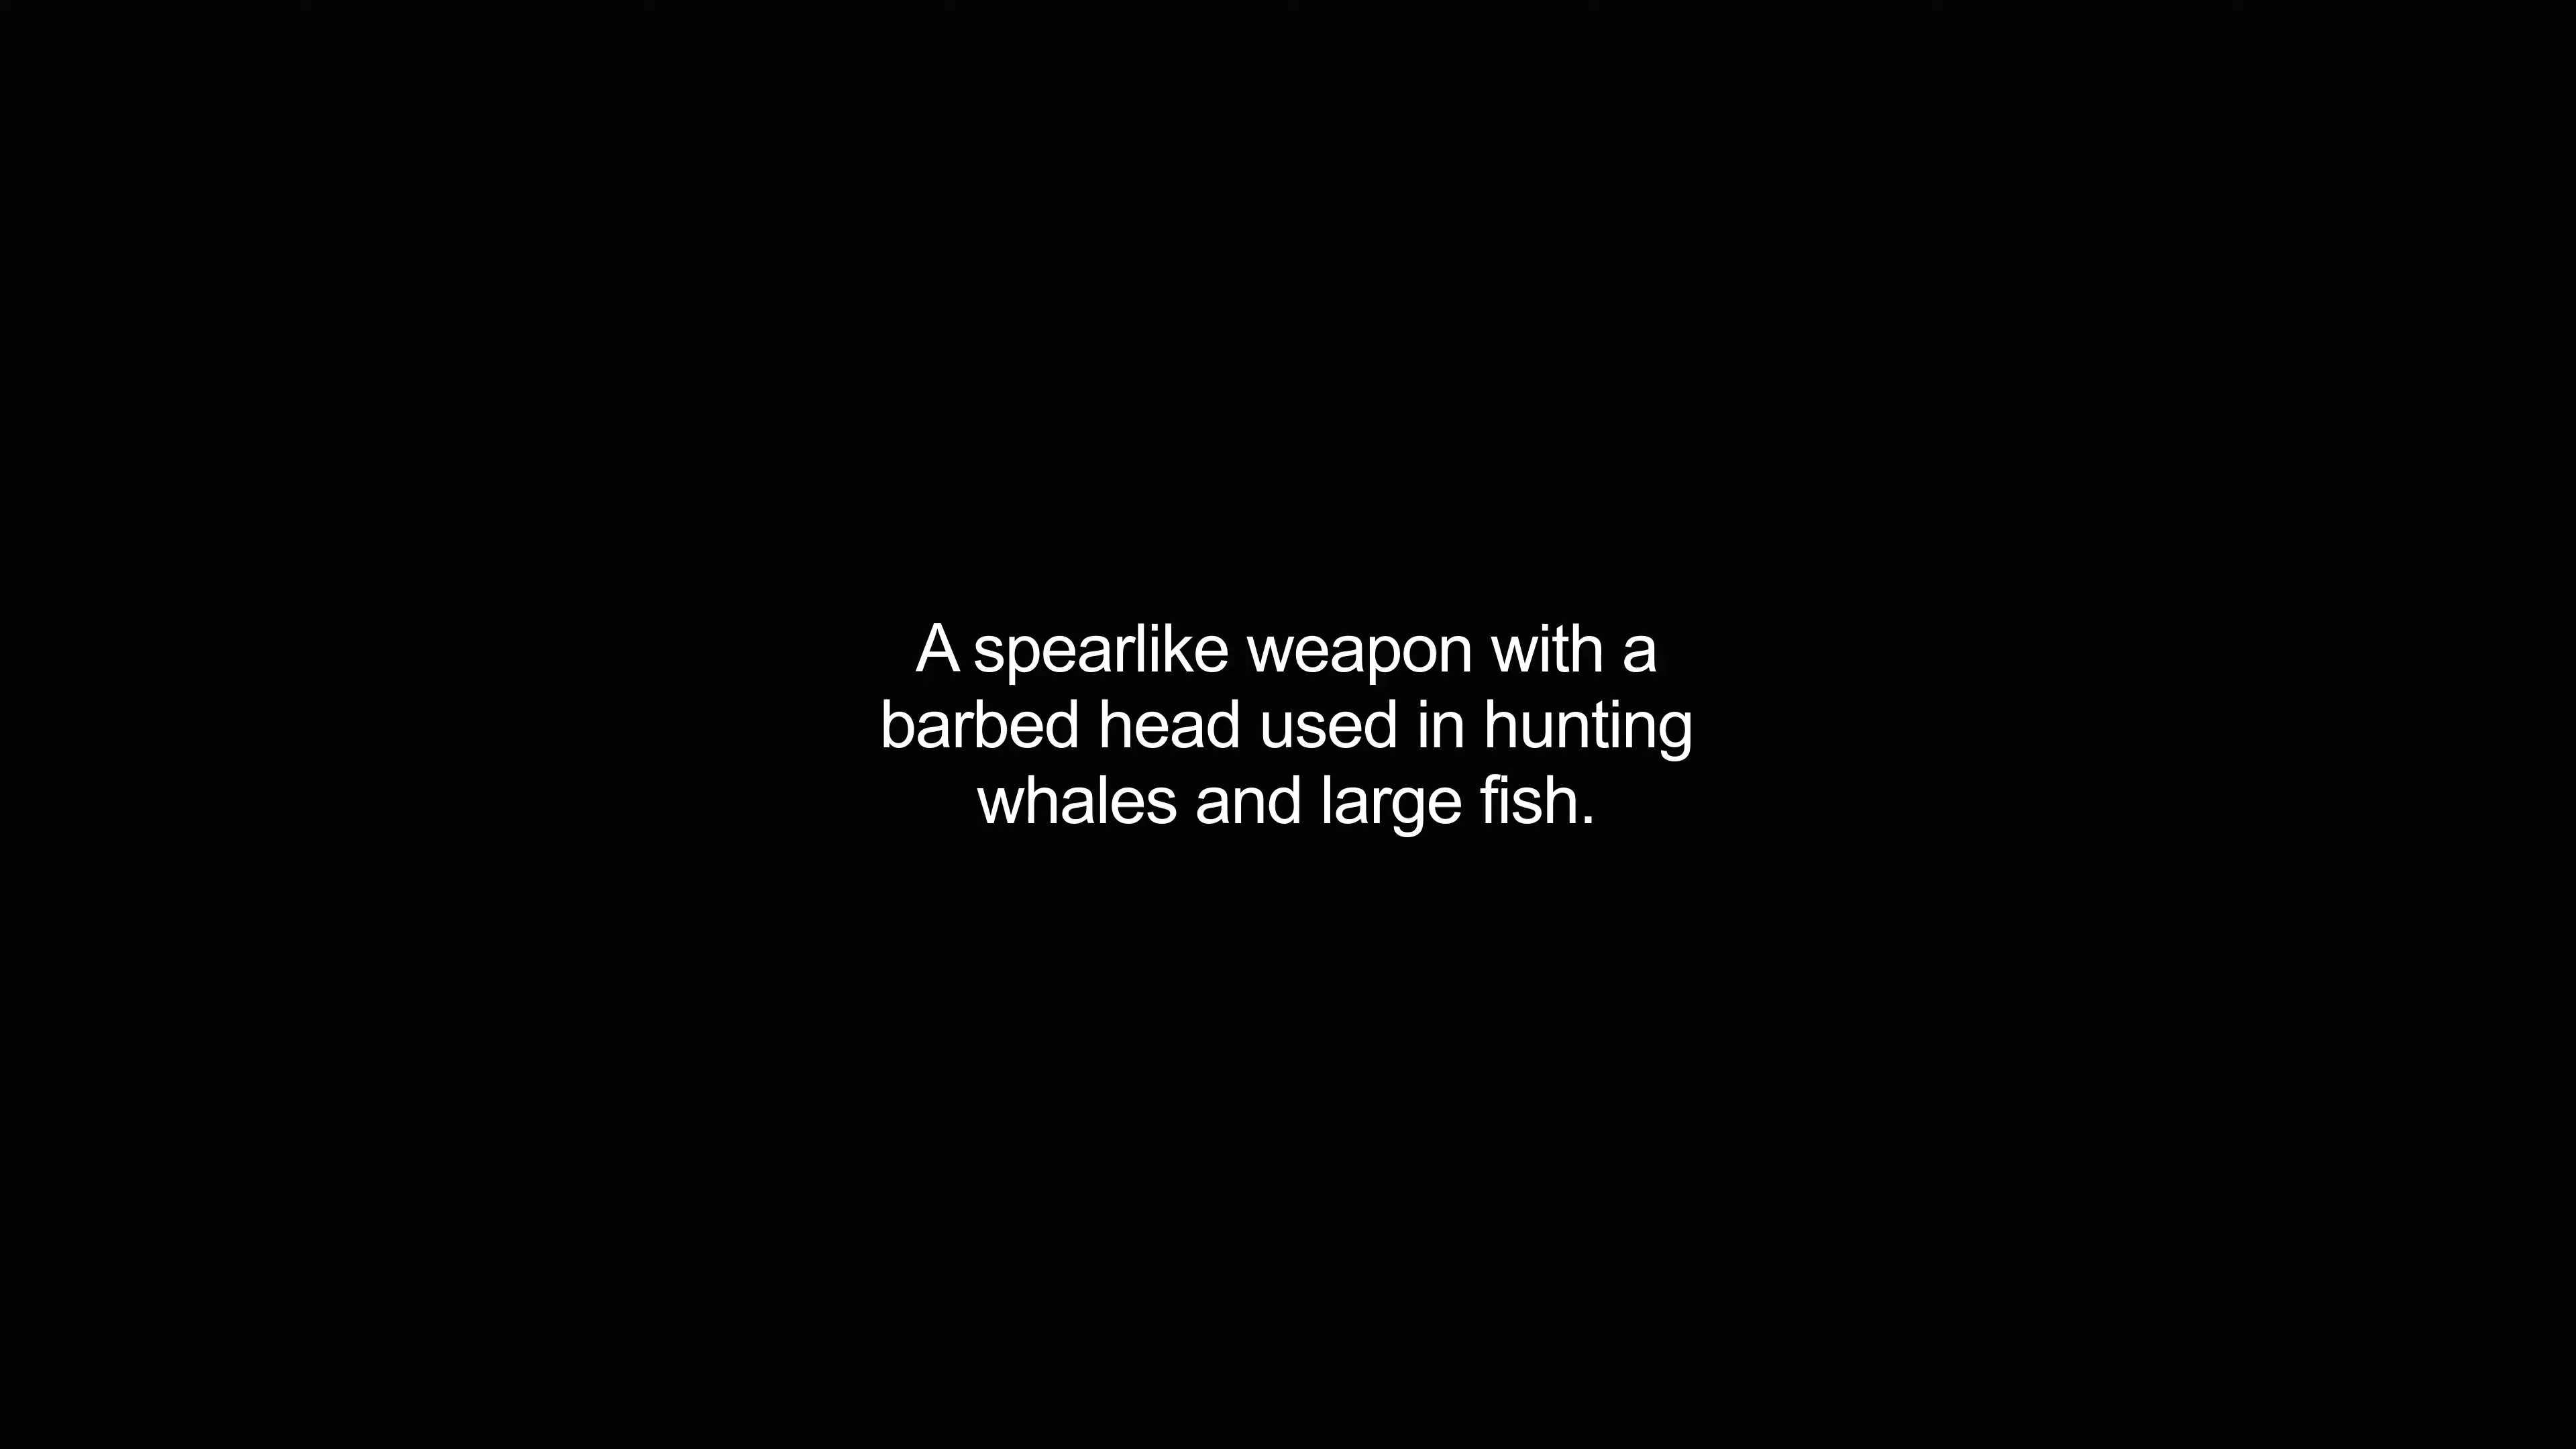 A spearlike weapon with a
barbed head used in hunting
whales and large fish.